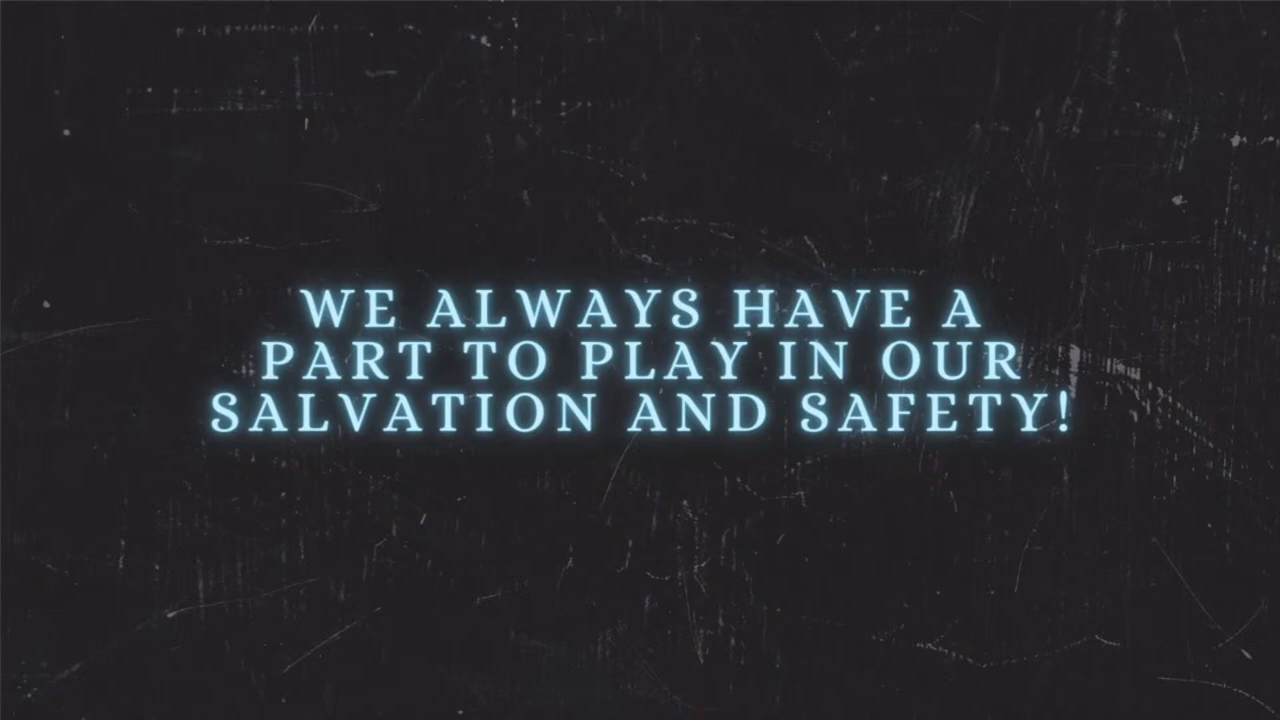 WE ALWAYS HAVE A
PART TO PLAY IN OUR
SALVATION AND SAFETY!